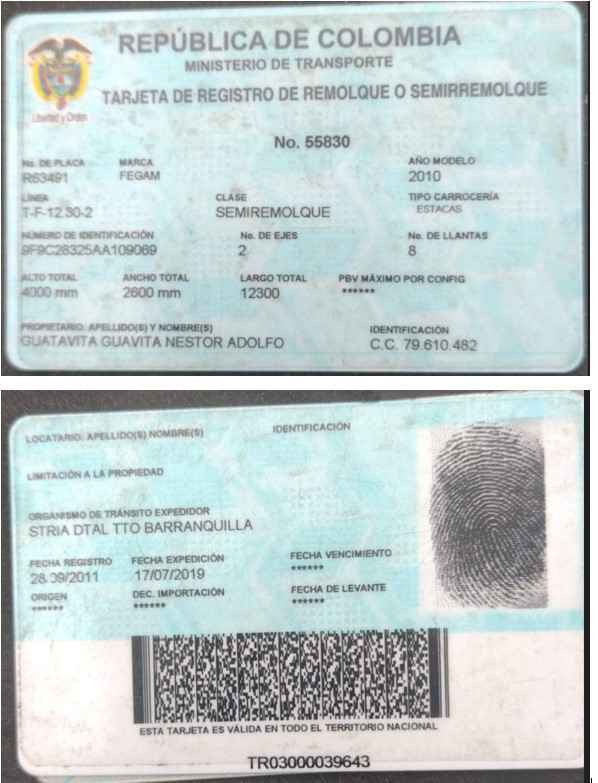 REPÚBLICA DE COLOMBIA
MINISTERIO DE TRANSPORTE
TARJETA DE REGISTRO DE REMOLQUE O SEMIRREMOLQUE
Libertad y Orden
No. 55830
No. DE PLACA MARCA AÑO MODELO
R63491 FEGAM 2010
LÍNEA CLASE TIPO CARROCERÍA
T-F-12.30-2 SEMIREMOLQUE ESTACAS
NÚMERO DE IDENTIFICACIÓN No. DE EJES No. DE LLANTAS
9F9C28325AA109069 2 8
ALTO TOTAL ANCHO TOTAL LARGO TOTAL PBV MÁXIMO POR CONFIG
4000 mm 2600 mm 12300 ******
PROPIETARIO: APELLIDO(S) Y NOMBRE(S) IDENTIFICACIÓN
GUATAVITA GUAVITA NESTOR ADOLFO C.C. 79.610.482
LOCATARIO: APELLIDO(S) NOMBRE(S) IDENTIFICACIÓN
LIMITACIÓN A LA PROPIEDAD
ORGANISMO DE TRÁNSITO EXPEDIDOR
STRIA DTAL TTO BARRANQUILLA
FECHA REGISTRO FECHA EXPEDICIÓN FECHA VENCIMIENTO
28/09/2011 17/07/2019 ******
ORIGEN DEC. IMPORTACIÓN FECHA DE LEVANTE
****** ****** ******
ESTA TARJETA ES VÁLIDA EN TODO EL TERRITORIO NACIONAL
TR03000039643